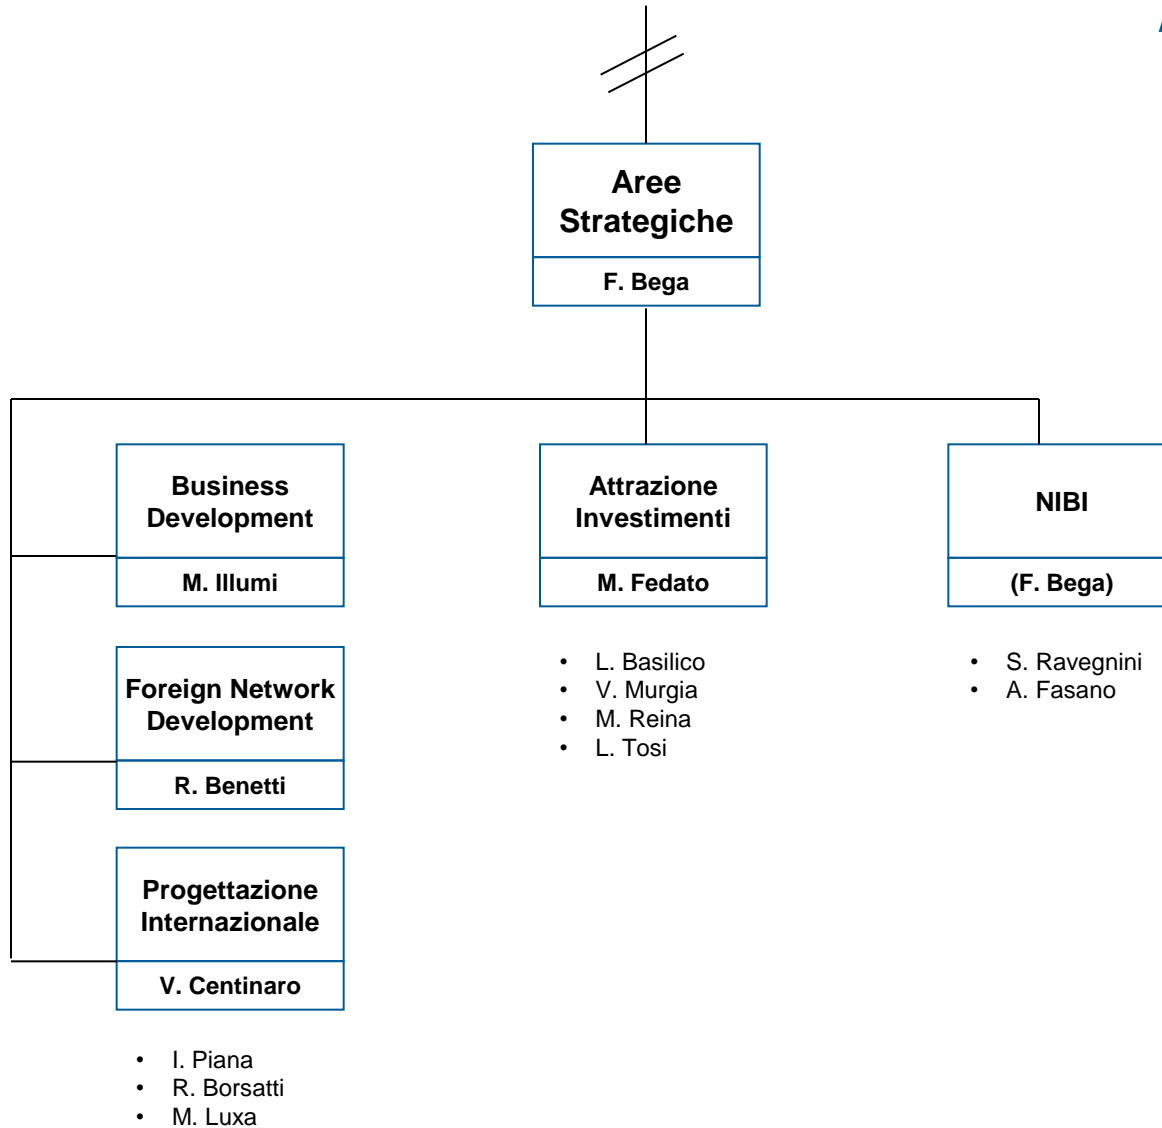 Aree
Strategiche
F. Bega
Business
Development
M. Illumi
Foreign Network
Development
R. Benetti
Progettazione
Internazionale
V. Centinaro
• I. Piana
• R. Borsatti
• M. Luxa
Attrazione
Investimenti
M. Fedato
• L. Basilico
• V. Murgia
• M. Reina
• L. Tosi
NIBI
(F. Bega)
• S. Ravegnini
• A. Fasano